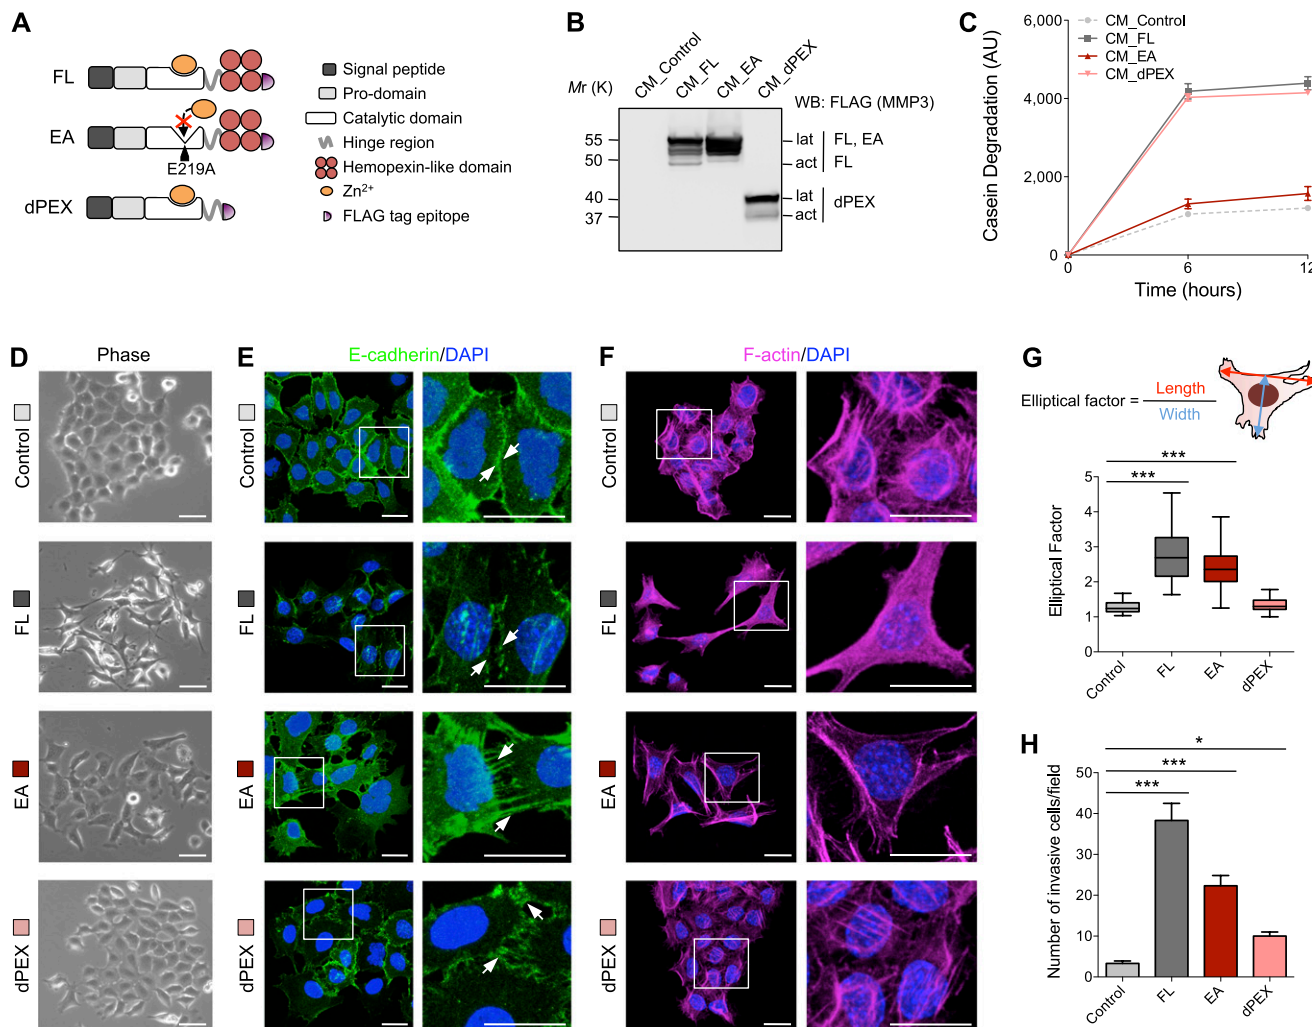 A
FL
EA
E219A
dPEX
Signal peptide
Pro-domain
Catalytic domain
Hinge region
Hemopexin-like domain
Zn²⁺
FLAG tag epitope
B
CM_Control
CM_FL
CM_EA
CM_dPEX
Mr (K)
WB: FLAG (MMP3)
55
50
40
37
lat
act
lat
act
FL, EA
FL
dPEX
C
CM_Control
CM_FL
CM_EA
CM_dPEX
Casein Degradation (AU)
6,000
4,000
2,000
0
0
6
12
Time (hours)
D
Phase
Control
FL
EA
dPEX
E
E-cadherin/DAPI
Control
FL
EA
dPEX
F
F-actin/DAPI
Control
FL
EA
dPEX
G
Elliptical factor =
Length
Width
***
***
Elliptical Factor
5
4
3
2
1
0
Control
FL
EA
dPEX
H
*
***
***
Number of invasive cells/field
50
40
30
20
10
0
Control
FL
EA
dPEX